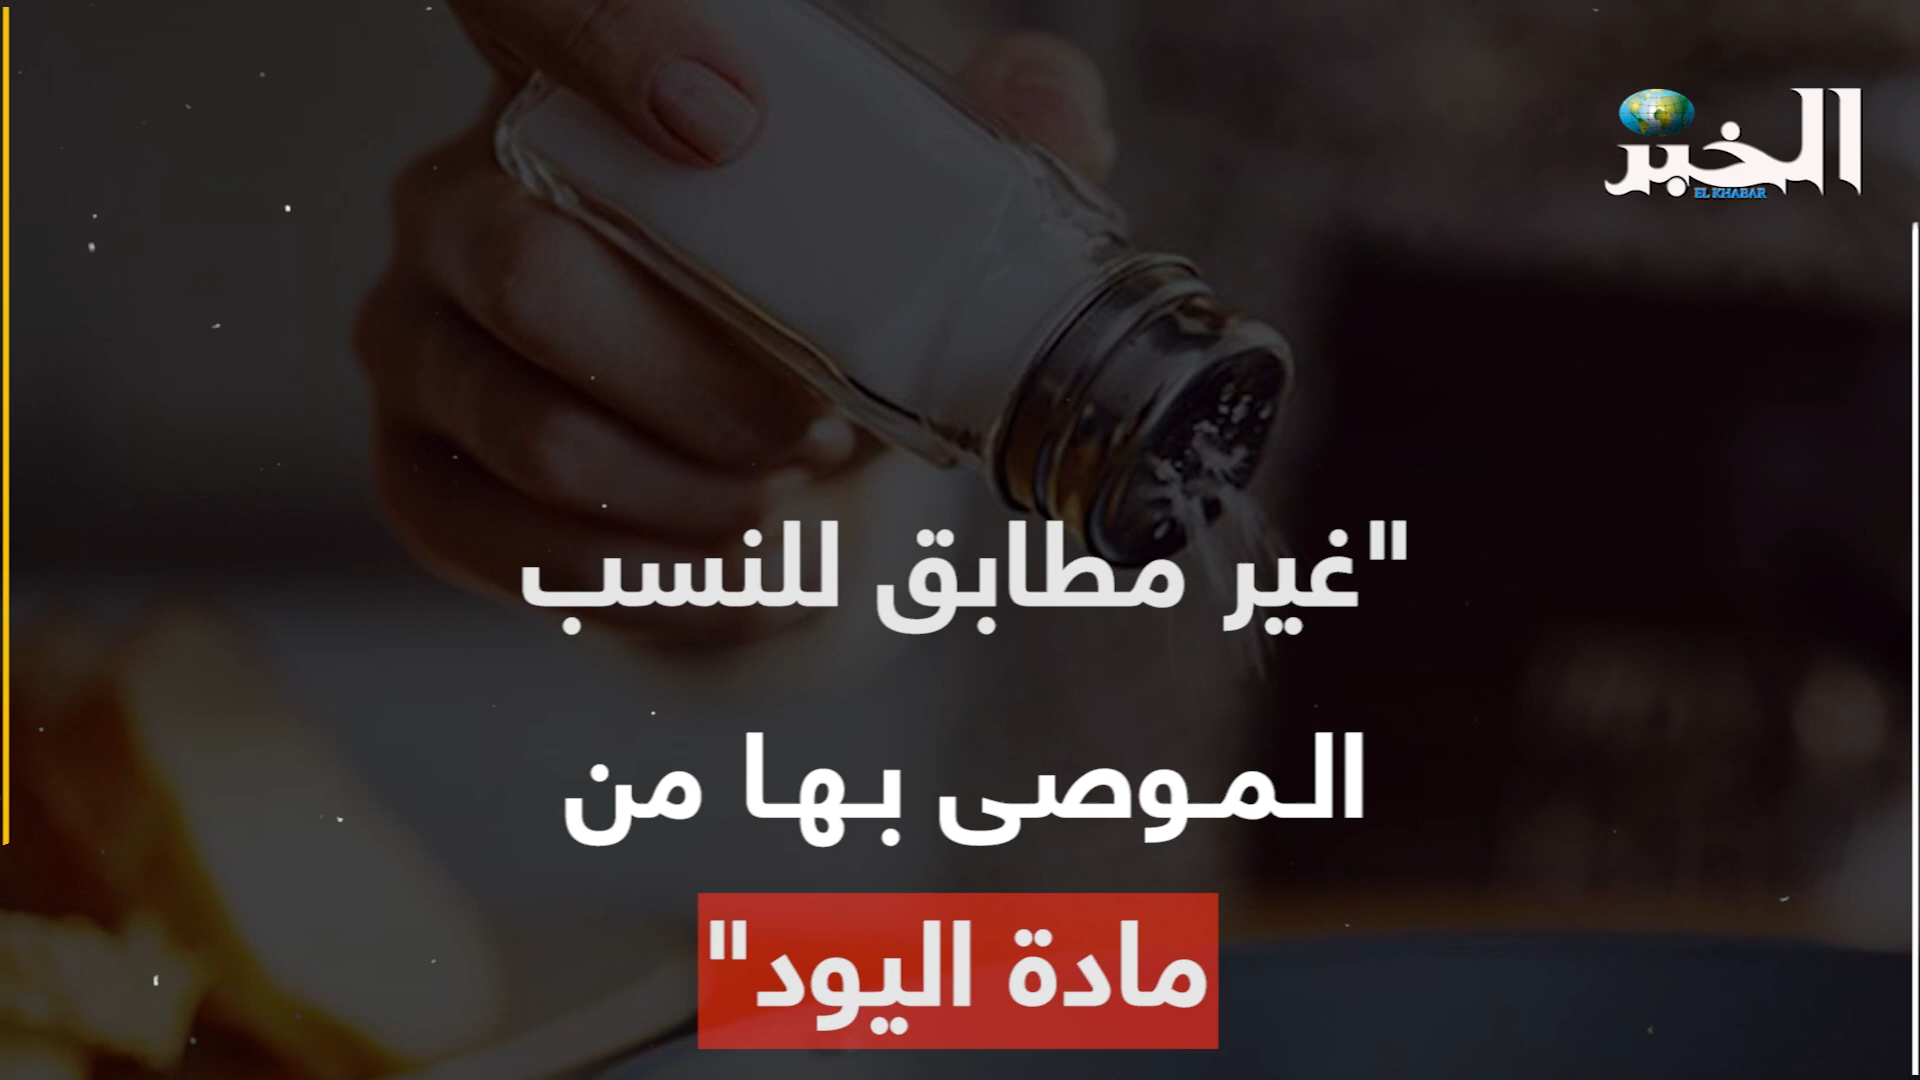 الخبر
EL KHABAR
"غير مطابق للنسب
الموصى بها من
مادة اليود"